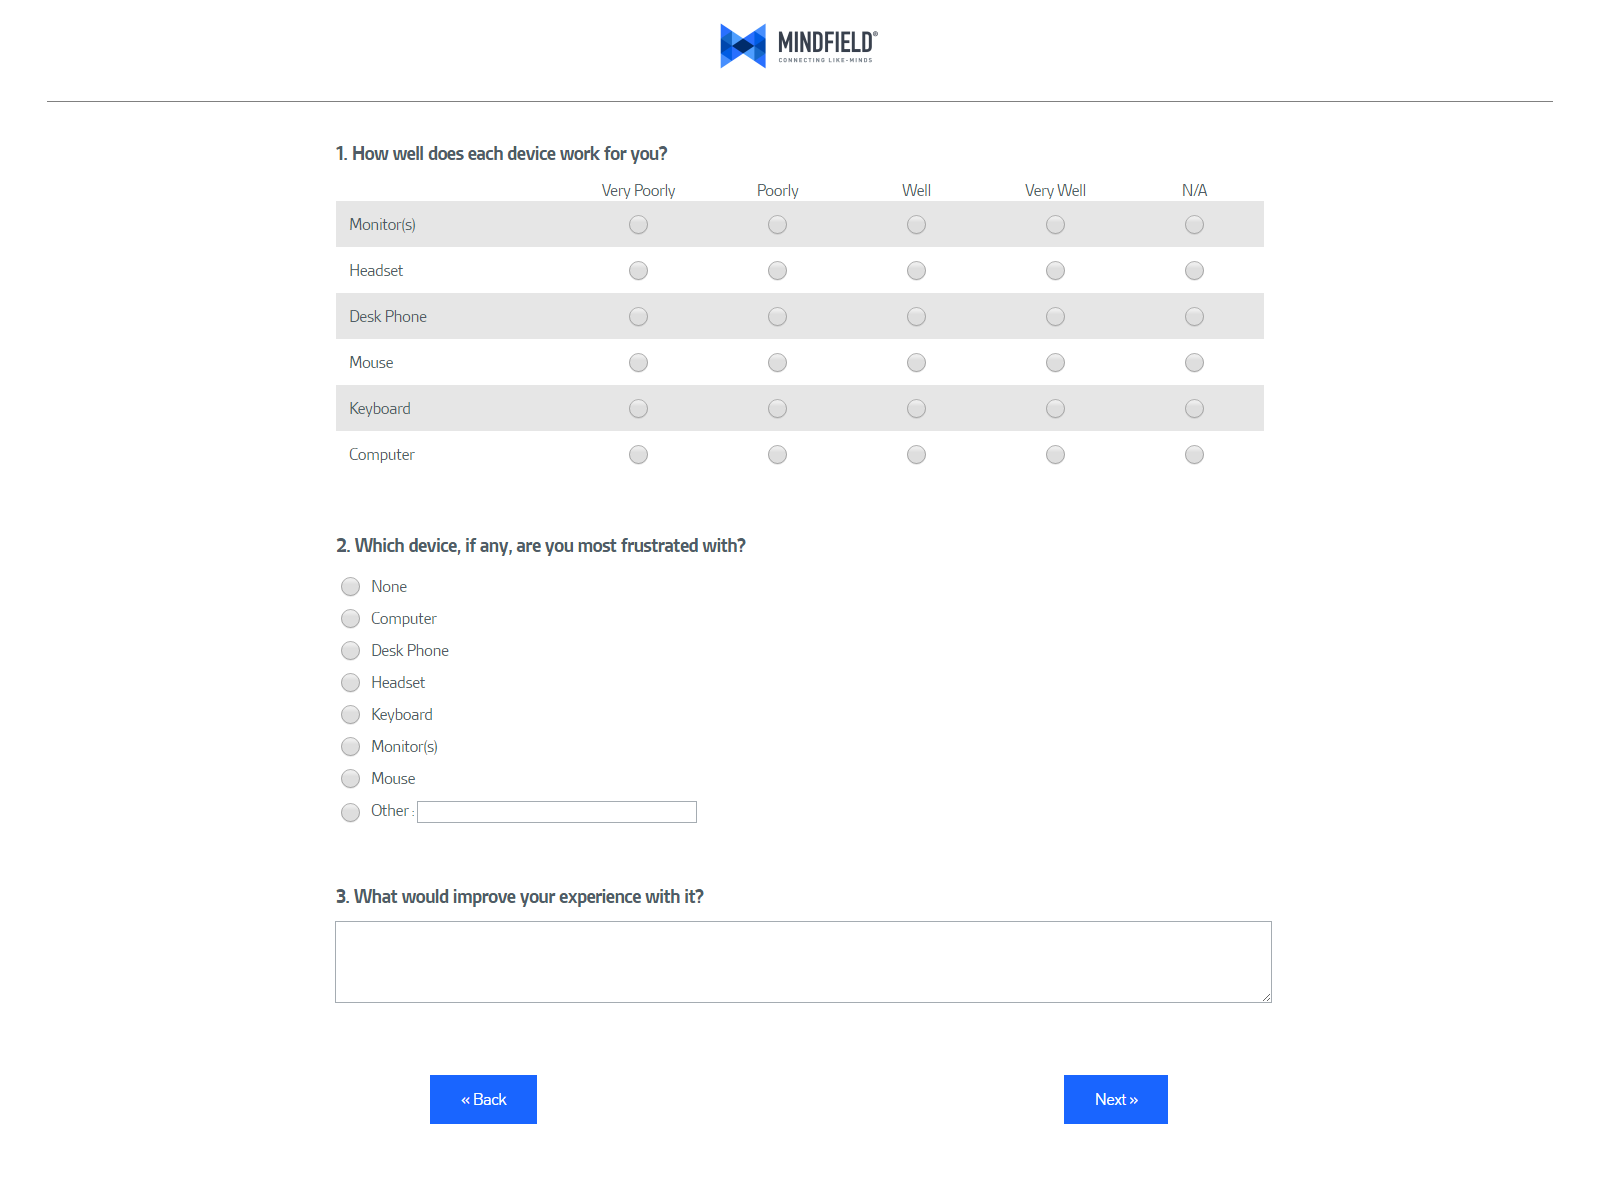 MINDFIELD®
CONNECTING LIKE-MINDS
1. How well does each device work for you?
Very Poorly Poorly Well Very Well N/A
Monitor(s)
Headset
Desk Phone
Mouse
Keyboard
Computer
2. Which device, if any, are you most frustrated with?
None
Computer
Desk Phone
Headset
Keyboard
Monitor(s)
Mouse
Other :
3. What would improve your experience with it?
« Back Next »